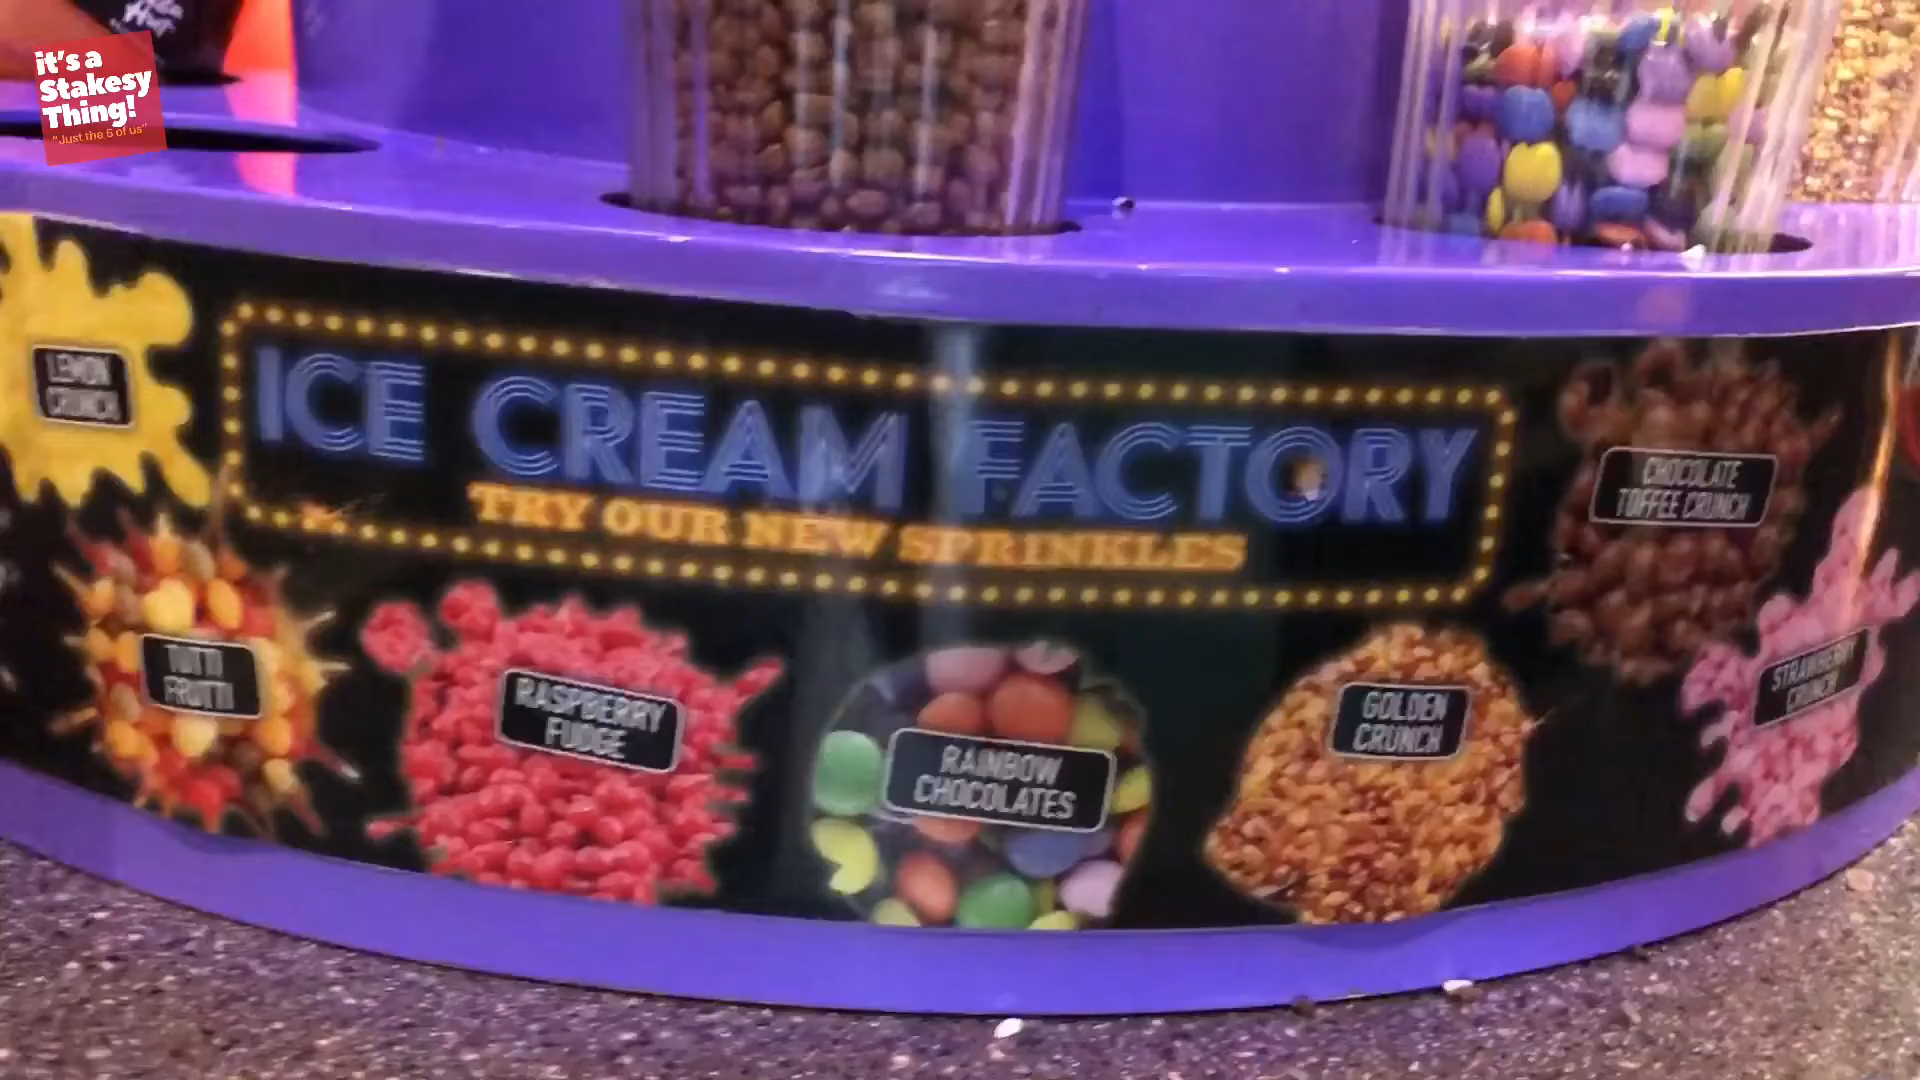 it's a
Stakesy
Thing!
"Just the 5 of us"
LEMON
CRUNCH
ICE CREAM FACTORY
TRY OUR NEW SPRINKLES
CHOCOLATE
TOFFEE CRUNCH
TUTTI
FRUTTI
RASPBERRY
FUDGE
RAINBOW
CHOCOLATES
GOLDEN
CRUNCH
STRAWBERRY
CRUNCH